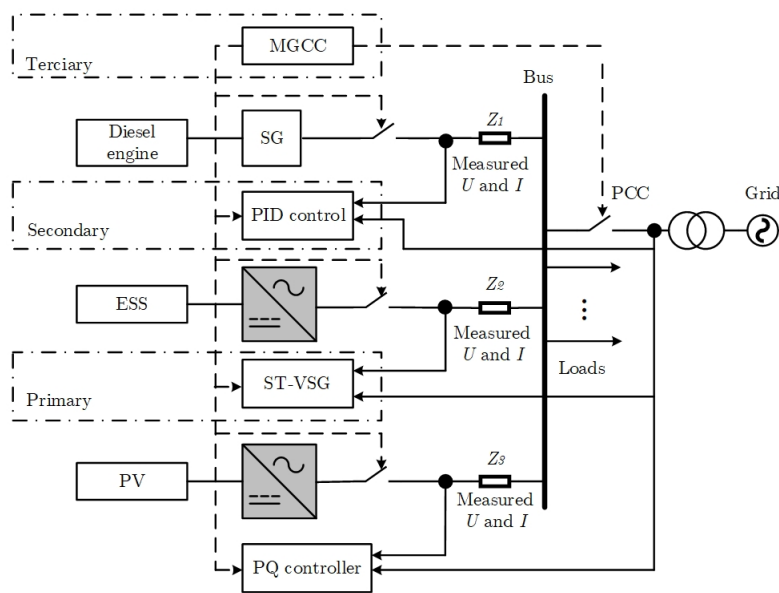 MGCC
Terciary
Bus
Diesel
engine
SG
Z1
Measured
U and I
PCC
Grid
PID control
Secondary
ESS
Z2
Measured
U and I
Loads
ST-VSG
Primary
PV
Z3
Measured
U and I
PQ controller